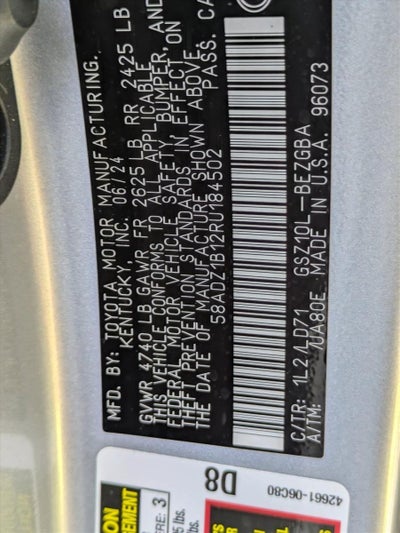 MFD. BY: TOYOTA MOTOR MANUFACTURING,
KENTUCKY, INC. 06/24
GVWR 4740 LB GAWR FR 2625 LB RR 2425 LB
THIS VEHICLE CONFORMS TO ALL APPLICABLE
FEDERAL MOTOR VEHICLE SAFETY, BUMPER, AND
THEFT PREVENTION STANDARDS IN EFFECT ON
THE DATE OF MANUFACTURE SHOWN ABOVE.
58ADZ1B12RU184502 PASS. CA
C/TR: 1L2/LD71 GSZ10L-BEZGBA
A/TM: /UA80E MADE IN U.S.A. 96073
D8
42661-06C80
3